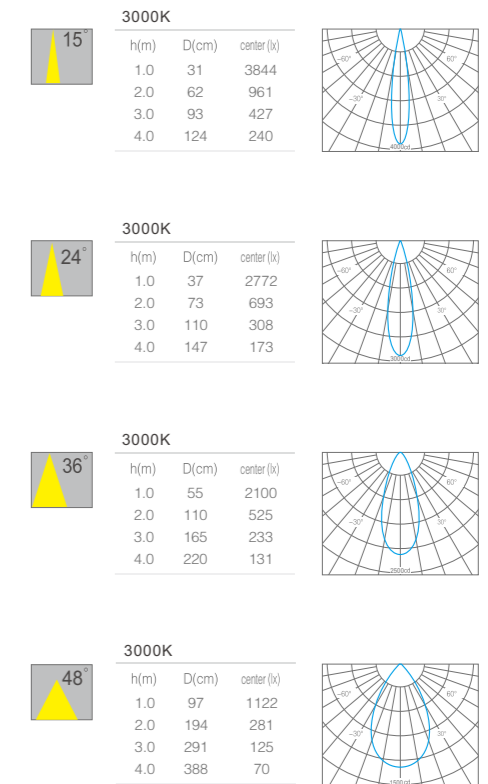 15°
3000K
h(m) D(cm) center (lx)
1.0 31 3844
2.0 62 961
3.0 93 427
4.0 124 240
-60° 60°
-30° 30°
4000cd
24°
3000K
h(m) D(cm) center (lx)
1.0 37 2772
2.0 73 693
3.0 110 308
4.0 147 173
-60° 60°
-30° 30°
3000cd
36°
3000K
h(m) D(cm) center (lx)
1.0 55 2100
2.0 110 525
3.0 165 233
4.0 220 131
-60° 60°
-30° 30°
2500cd
48°
3000K
h(m) D(cm) center (lx)
1.0 97 1122
2.0 194 281
3.0 291 125
4.0 388 70
-60° 60°
-30° 30°
1500cd